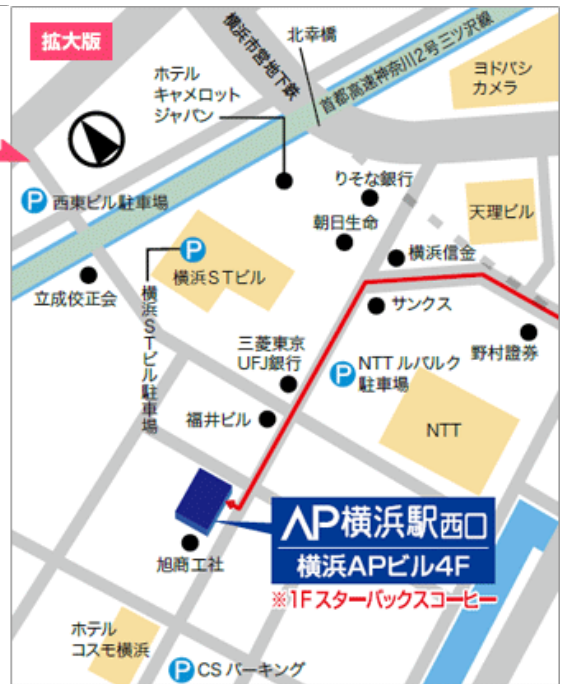 拡大版
横浜市営地下鉄
北幸橋
首都高速神奈川2号三ツ沢線
ヨドバシ
カメラ
ホテル
キャメロット
ジャパン
P 西東ビル駐車場
りそな銀行
天理ビル
朝日生命
横浜信金
P
横浜STビル
立成佼正会
横浜STビル駐車場
サンクス
三菱東京
UFJ銀行
P NTTルパルク
駐車場
野村證券
福井ビル
NTT
AP横浜駅西口
横浜APビル4F
※1Fスターバックスコーヒー
旭商工社
ホテル
コスモ横浜
P CSパーキング